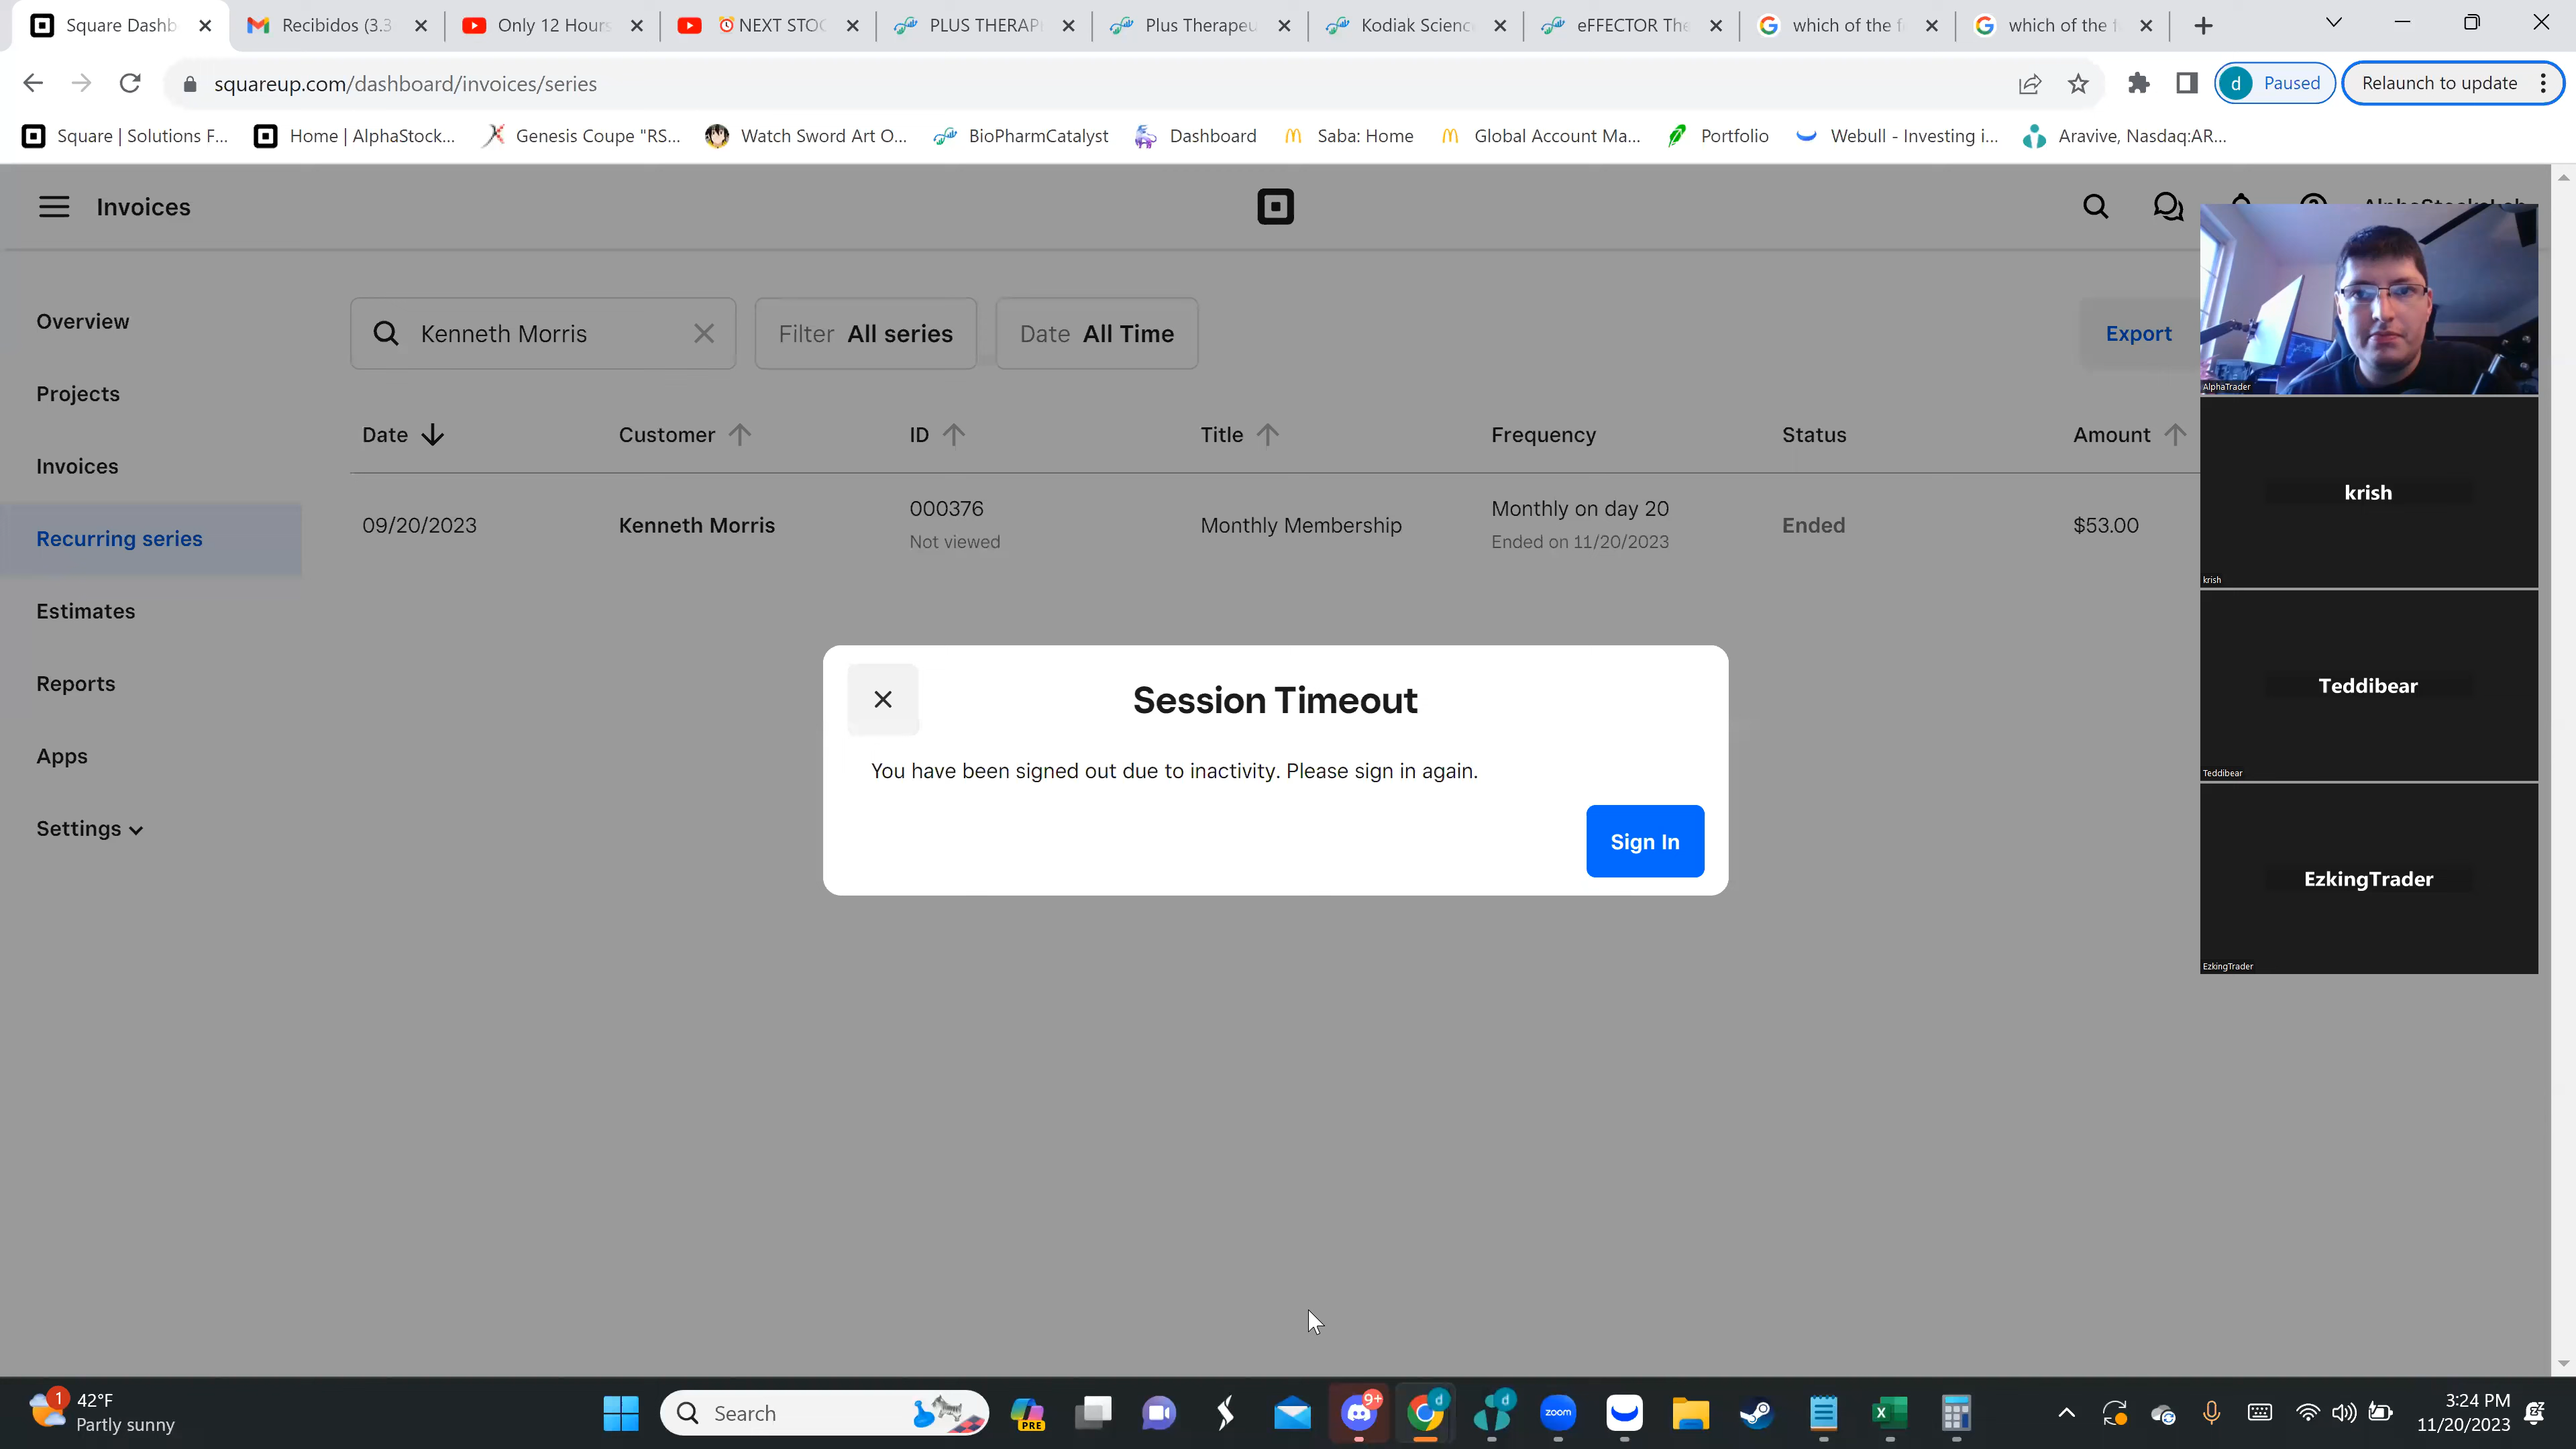 Square Dashb
Recibidos (3.3
Only 12 Hours
NEXT STOC
PLUS THERAPI
Plus Therapeu
Kodiak Scienc
eFFECTOR The
which of the f
which of the f
squareup.com/dashboard/invoices/series
d Paused
Relaunch to update
Square | Solutions F...
Home | AlphaStock...
Genesis Coupe "RS...
Watch Sword Art O...
BioPharmCatalyst
Dashboard
Saba: Home
Global Account Ma...
Portfolio
Webull - Investing i...
Aravive, Nasdaq:AR...
Invoices
Overview
Projects
Invoices
Recurring series
Estimates
Reports
Apps
Settings
Kenneth Morris
Filter All series
Date All Time
Export
Date
Customer
ID
Title
Frequency
Status
Amount
09/20/2023
Kenneth Morris
000376
Not viewed
Monthly Membership
Monthly on day 20
Ended on 11/20/2023
Ended
$53.00
Session Timeout
You have been signed out due to inactivity. Please sign in again.
Sign In
AlphaTrader
krish
krish
Teddibear
Teddibear
EzkingTrader
EzkingTrader
1
42°F
Partly sunny
Search
PRE
9+
d
d
zoom
3:24 PM
11/20/2023